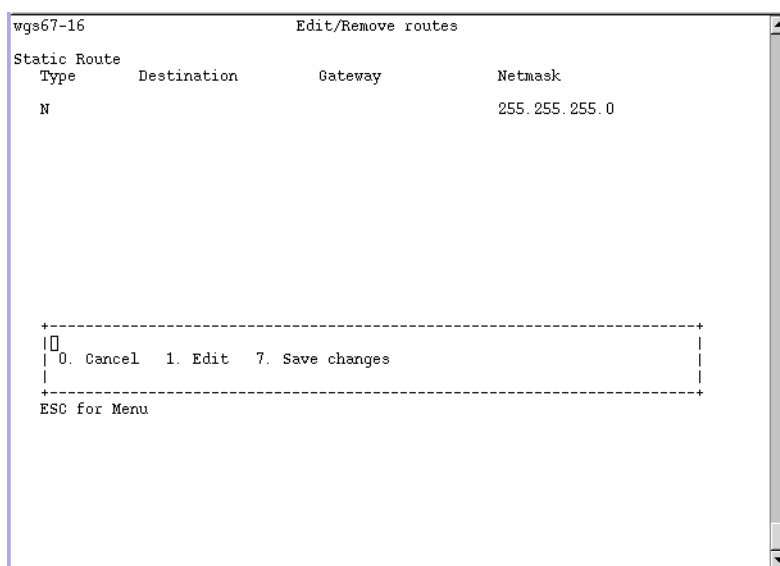 wgs67-16 Edit/Remove routes
Static Route
Type Destination Gateway Netmask
N 255.255.255.0
0. Cancel 1. Edit 7. Save changes
ESC for Menu